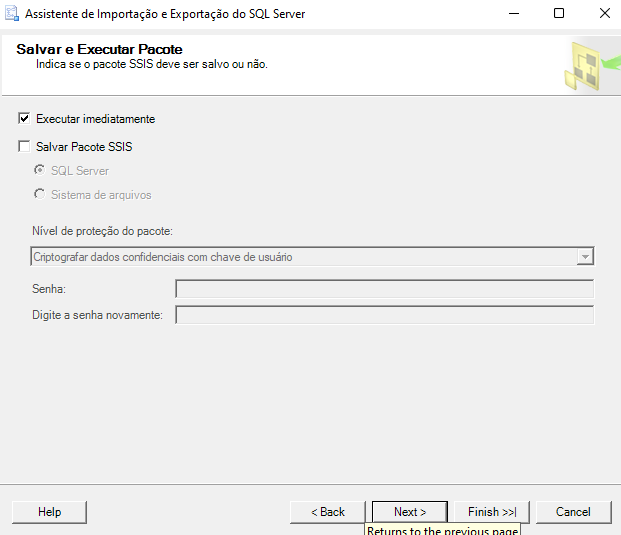 Assistente de Importação e Exportação do SQL Server
Salvar e Executar Pacote
Indica se o pacote SSIS deve ser salvo ou não.
Executar imediatamente
Salvar Pacote SSIS
SQL Server
Sistema de arquivos
Nível de proteção do pacote:
Criptografar dados confidenciais com chave de usuário
Senha:
Digite a senha novamente:
Help < Back Next > Finish >>| Cancel
Returns to the previous page